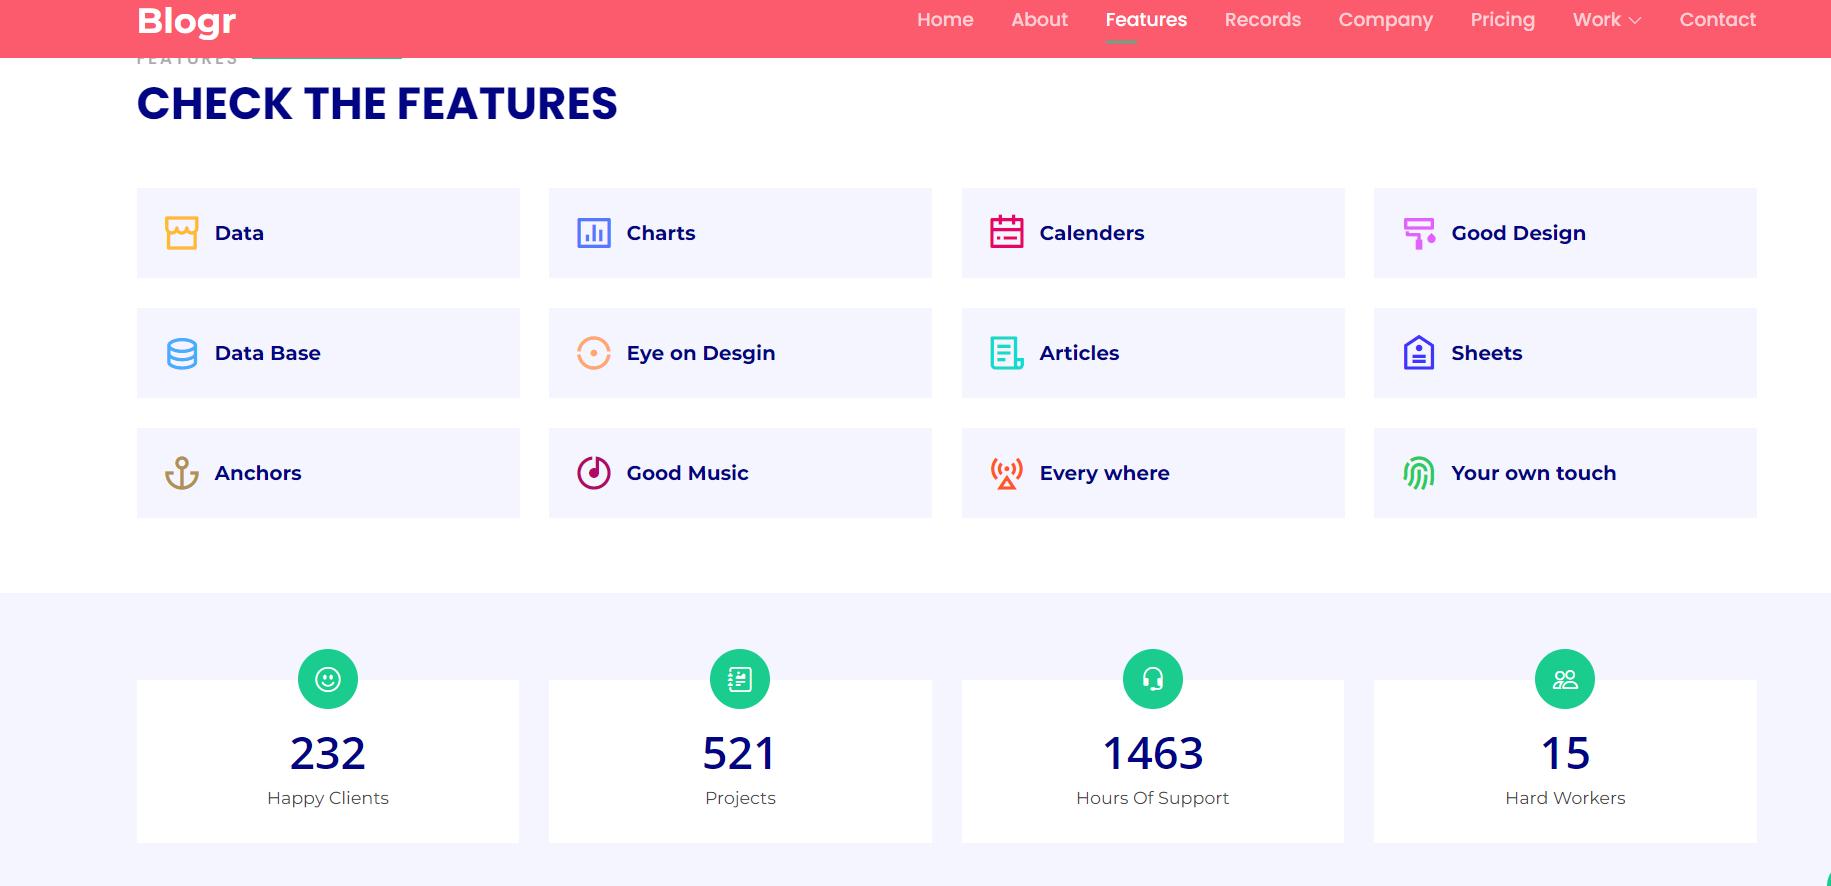 Blogr
Home About Features Records Company Pricing Work Contact
FEATURES
CHECK THE FEATURES
Data Charts Calenders Good Design
Data Base Eye on Desgin Articles Sheets
Anchors Good Music Every where Your own touch
232 521 1463 15
Happy Clients Projects Hours Of Support Hard Workers